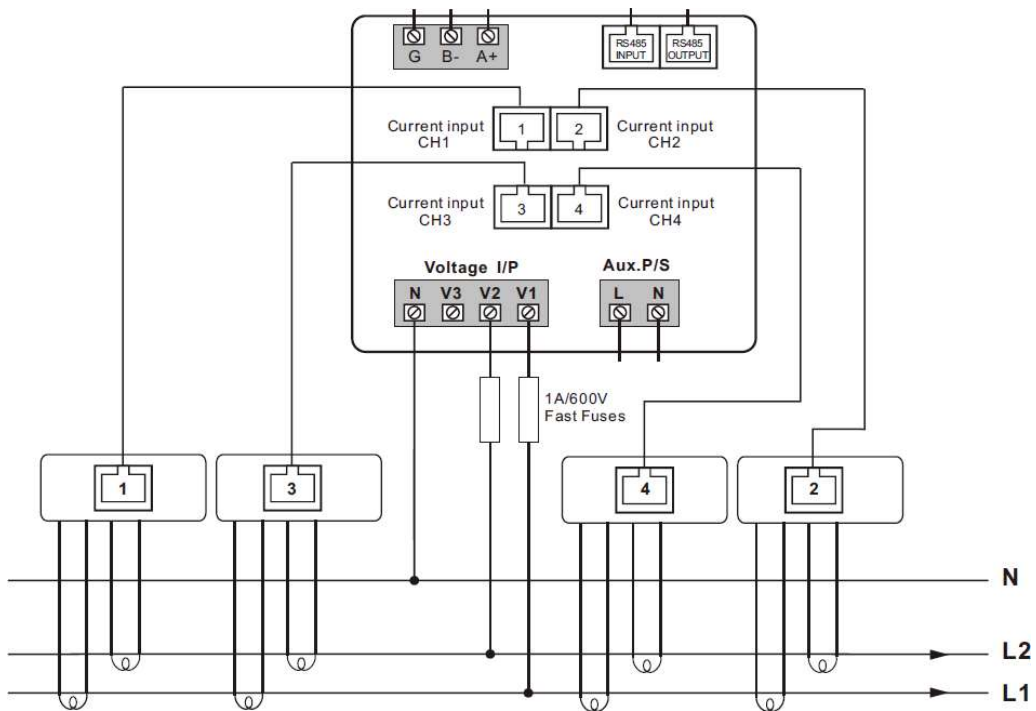 G B- A+
RS485 INPUT
RS485 OUTPUT
Current input CH1
1
2
Current input CH2
Current input CH3
3
4
Current input CH4
Voltage I/P
N V3 V2 V1
Aux.P/S
L N
1A/600V
Fast Fuses
1
3
4
2
N
L2
L1